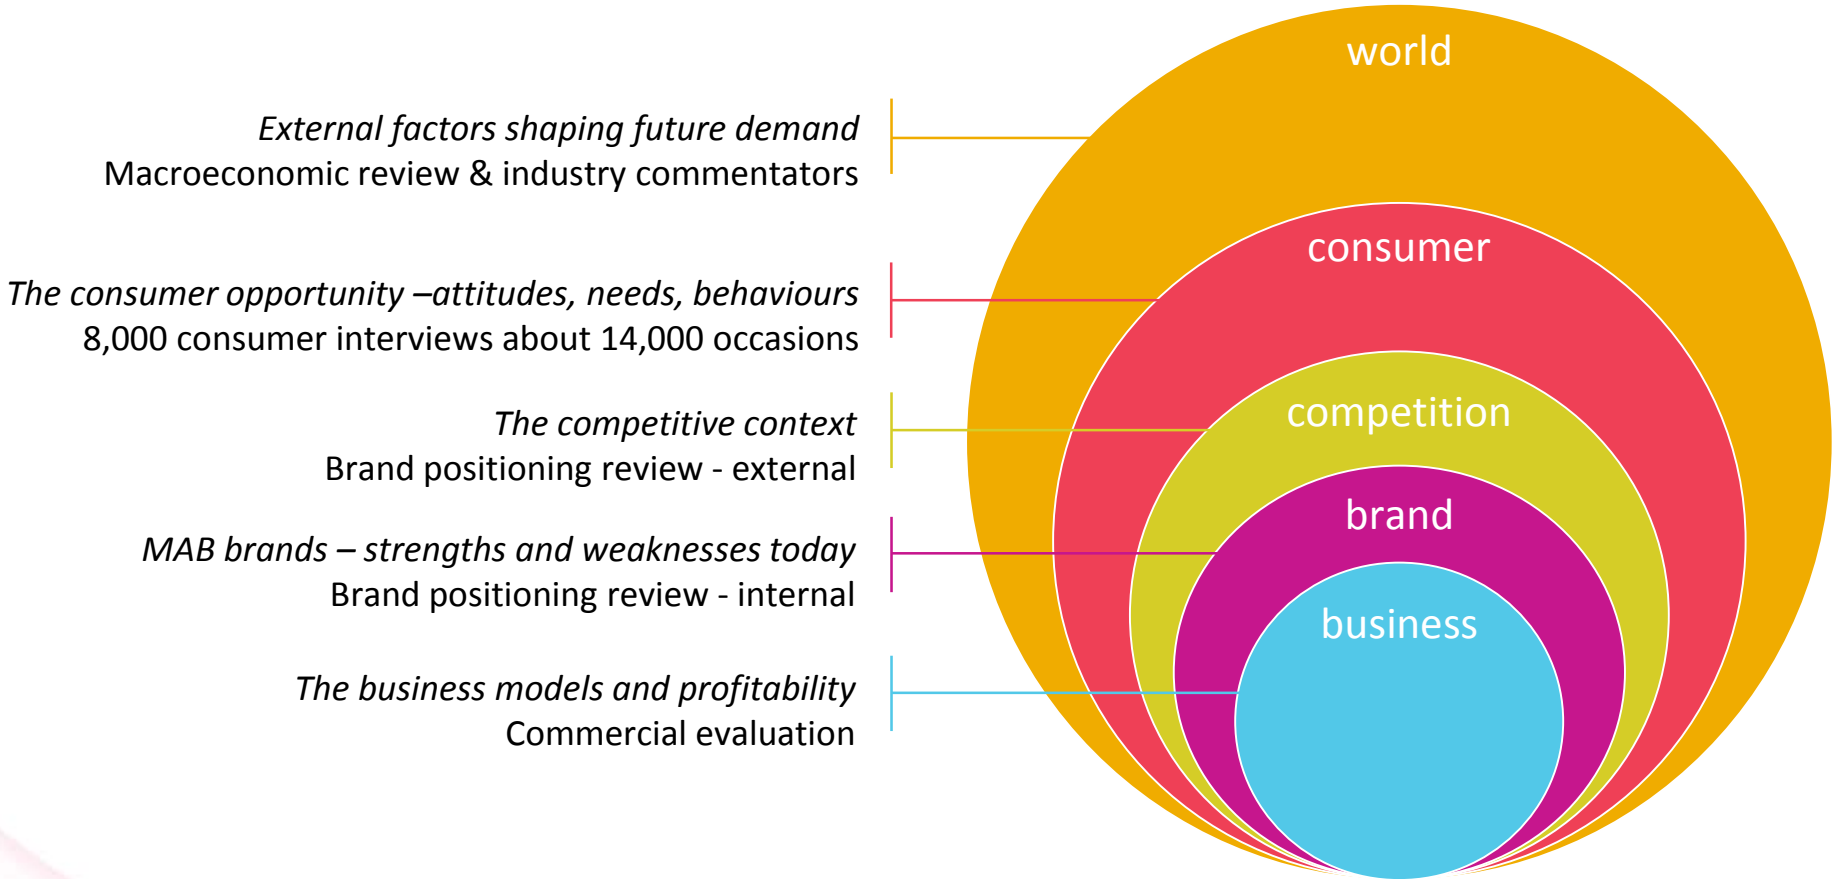 world
External factors shaping future demand
Macroeconomic review & industry commentators
consumer
The consumer opportunity –attitudes, needs, behaviours
8,000 consumer interviews about 14,000 occasions
competition
The competitive context
Brand positioning review - external
brand
MAB brands – strengths and weaknesses today
Brand positioning review - internal
business
The business models and profitability
Commercial evaluation